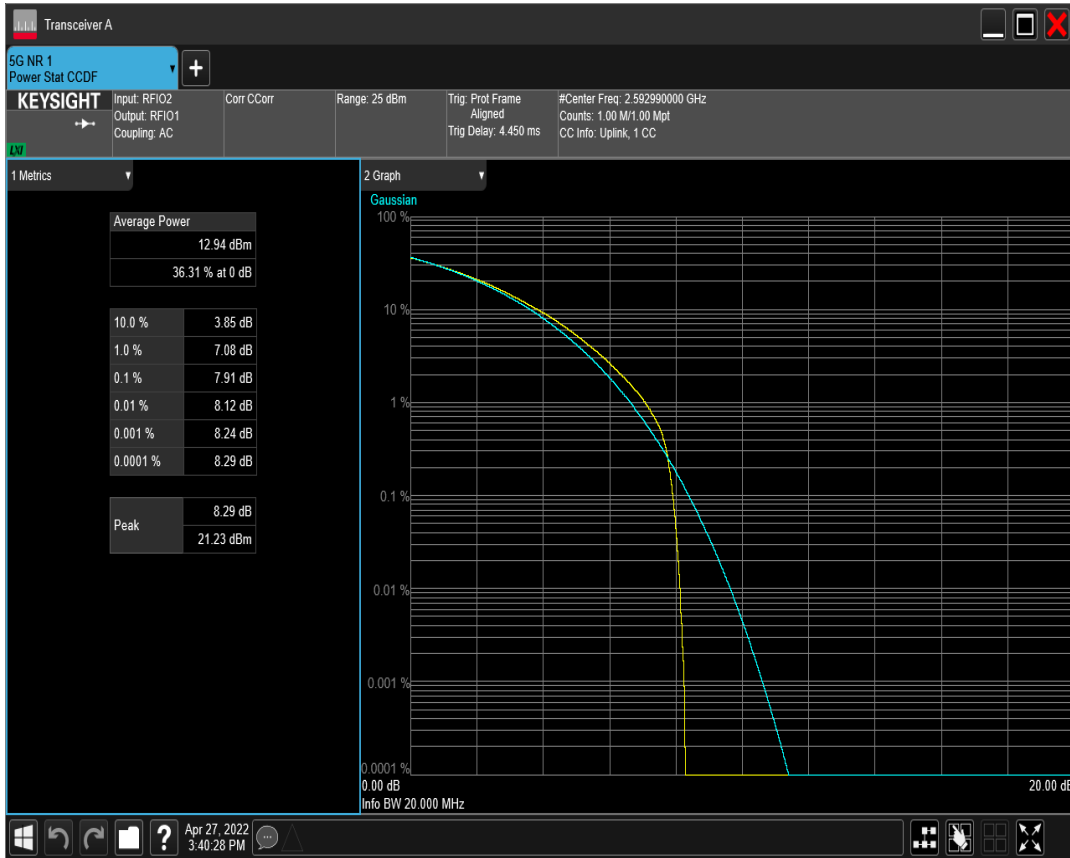 Transceiver A
5G NR 1
Power Stat CCDF
KEYSIGHT
LXI
Input: RFIO2
Output: RFIO1
Coupling: AC
Corr CCorr
Range: 25 dBm
Trig: Prot Frame
Aligned
Trig Delay: 4.450 ms
#Center Freq: 2.592990000 GHz
Counts: 1.00 M/1.00 Mpt
CC Info: Uplink, 1 CC
1 Metrics
Average Power
12.94 dBm
36.31 % at 0 dB
10.0 % 3.85 dB
1.0 % 7.08 dB
0.1 % 7.91 dB
0.01 % 8.12 dB
0.001 % 8.24 dB
0.0001 % 8.29 dB
Peak
8.29 dB
21.23 dBm
2 Graph
Gaussian
100 %
10 %
1 %
0.1 %
0.01 %
0.001 %
0.0001 %
0.00 dB 20.00 dB
Info BW 20.000 MHz
? Apr 27, 2022
3:40:28 PM